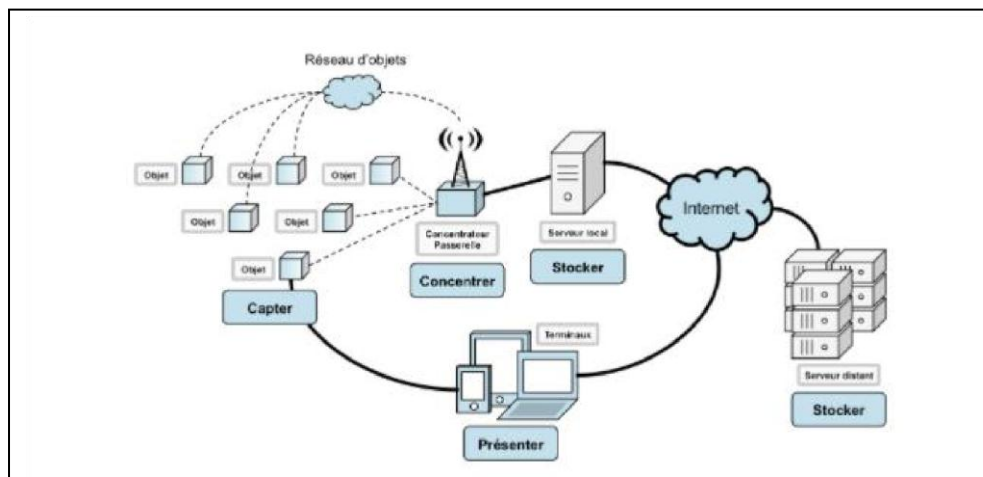 Réseau d'objets
Objet
Objet
Objet
Objet
Objet
Objet
Capter
Concentrateur
Passerelle
Concentrer
Serveur local
Stocker
Internet
Terminaux
Présenter
Serveur distant
Stocker